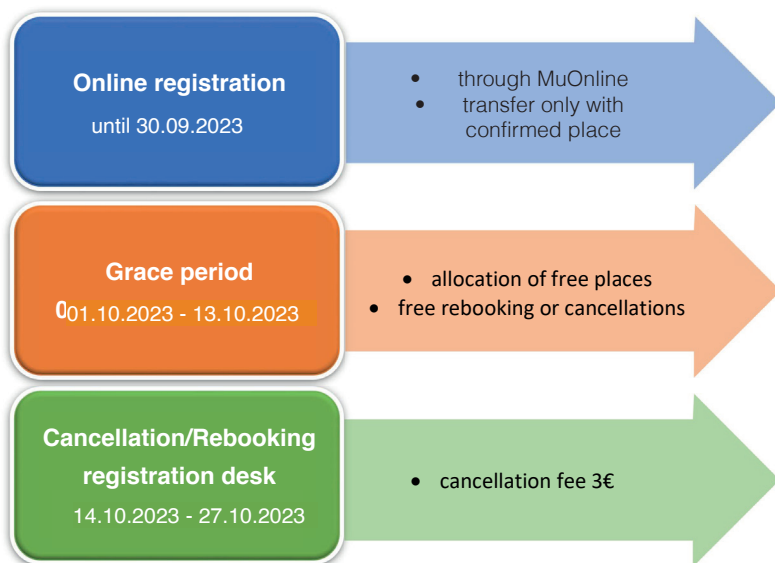 Online registration
until 30.09.2023
• through MuOnline
• transfer only with
confirmed place
Grace period
001.10.2023 - 13.10.2023
• allocation of free places
• free rebooking or cancellations
Cancellation/Rebooking
registration desk
14.10.2023 - 27.10.2023
• cancellation fee 3€